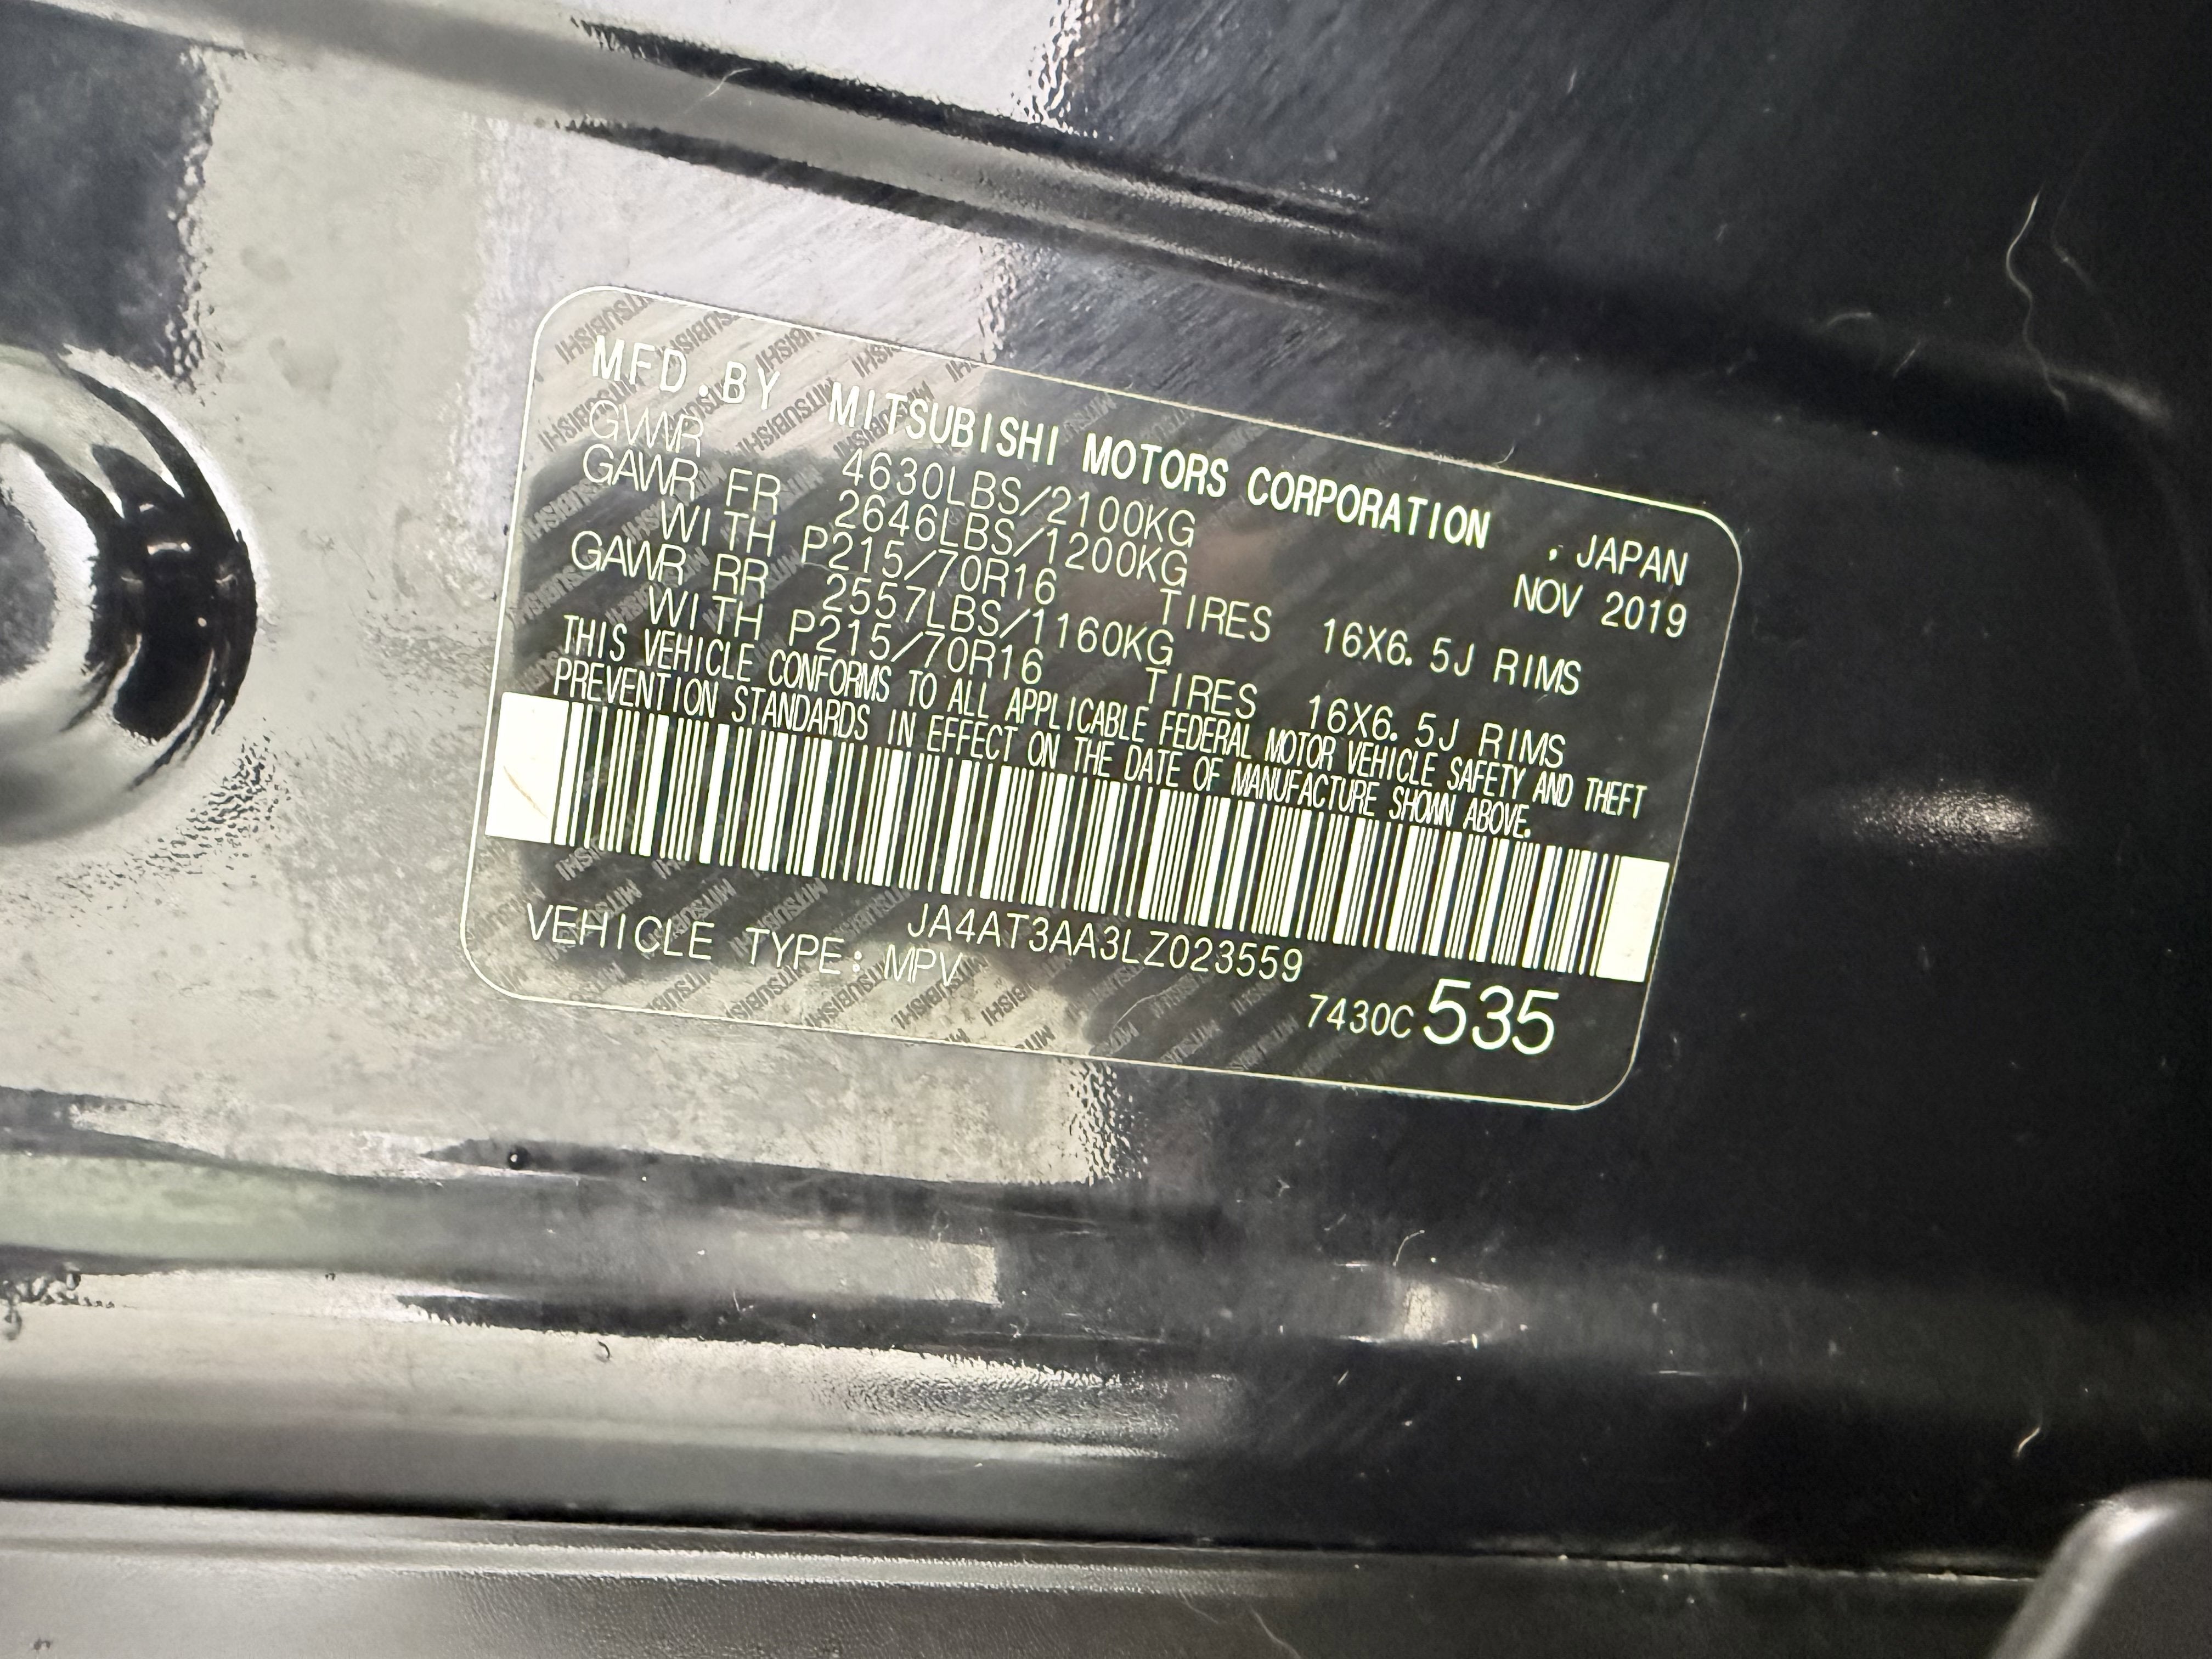 MFD.BY MITSUBISHI MOTORS CORPORATION , JAPAN
GVWR 4630LBS/2100KG NOV 2019
GAWR FR 2646LBS/1200KG
WITH P215/70R16 TIRES 16X6.5J RIMS
GAWR RR 2557LBS/1160KG
WITH P215/70R16 TIRES 16X6.5J RIMS
THIS VEHICLE CONFORMS TO ALL APPLICABLE FEDERAL MOTOR VEHICLE SAFETY AND THEFT
PREVENTION STANDARDS IN EFFECT ON THE DATE OF MANUFACTURE SHOWN ABOVE.
JA4AT3AA3LZ023559
VEHICLE TYPE: MPV
7430C 535